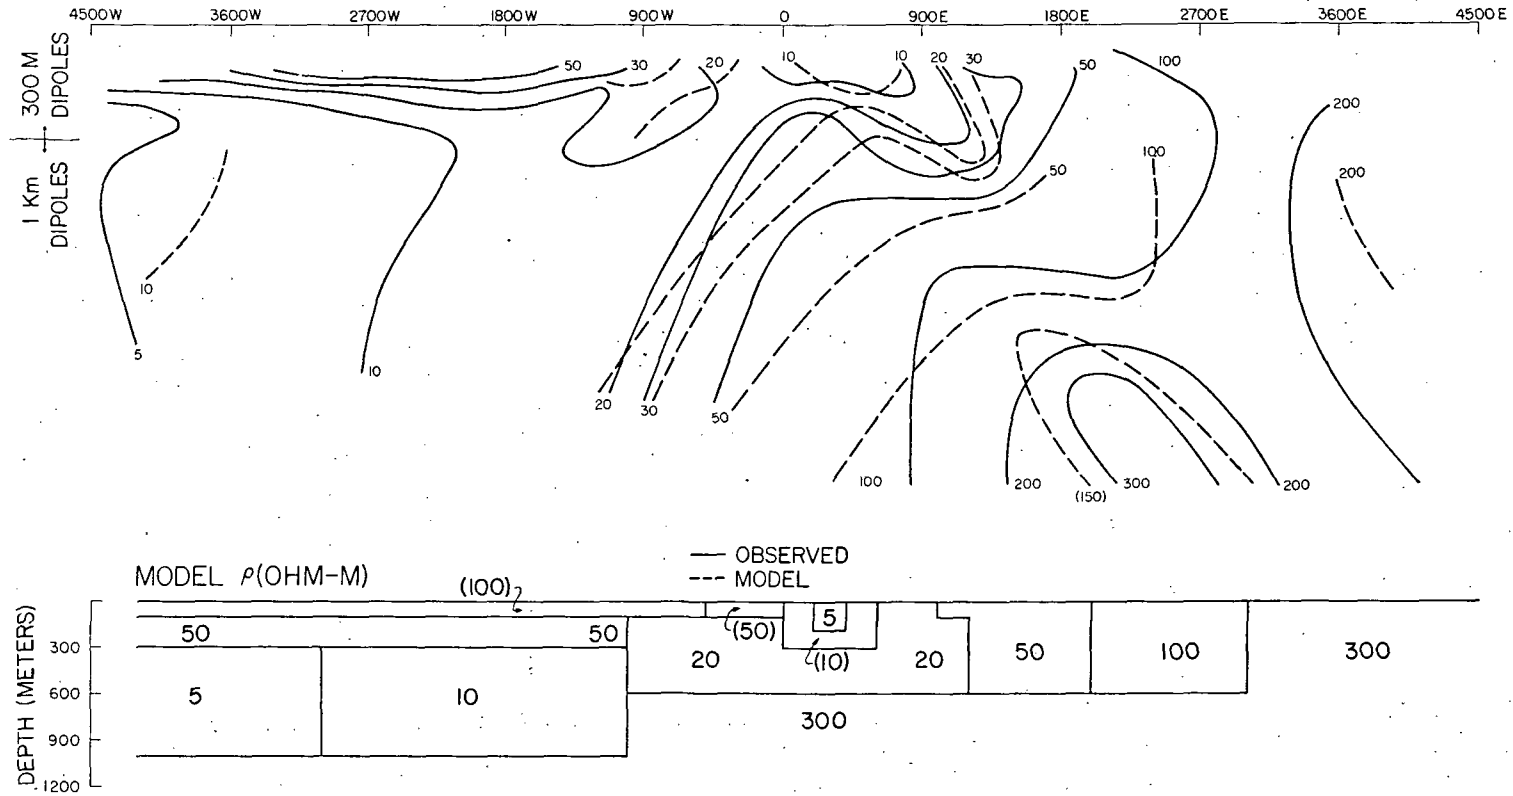 4500W 3600W 2700W 1800W 900W 0 900E 1800E 2700E 3600E 4500E
300 M DIPOLES
1 Km DIPOLES
50 30 20 10 10 20 30 50 100
200
100
50 200
10
5
10
20 30 50
100 200 (150) 300 200
— OBSERVED
--- MODEL
MODEL ρ(OHM-M)
(100)
5
50 50 (50)
20 (10) 20 50 100 300
5 10
300
DEPTH (METERS)
300
600
900
1200